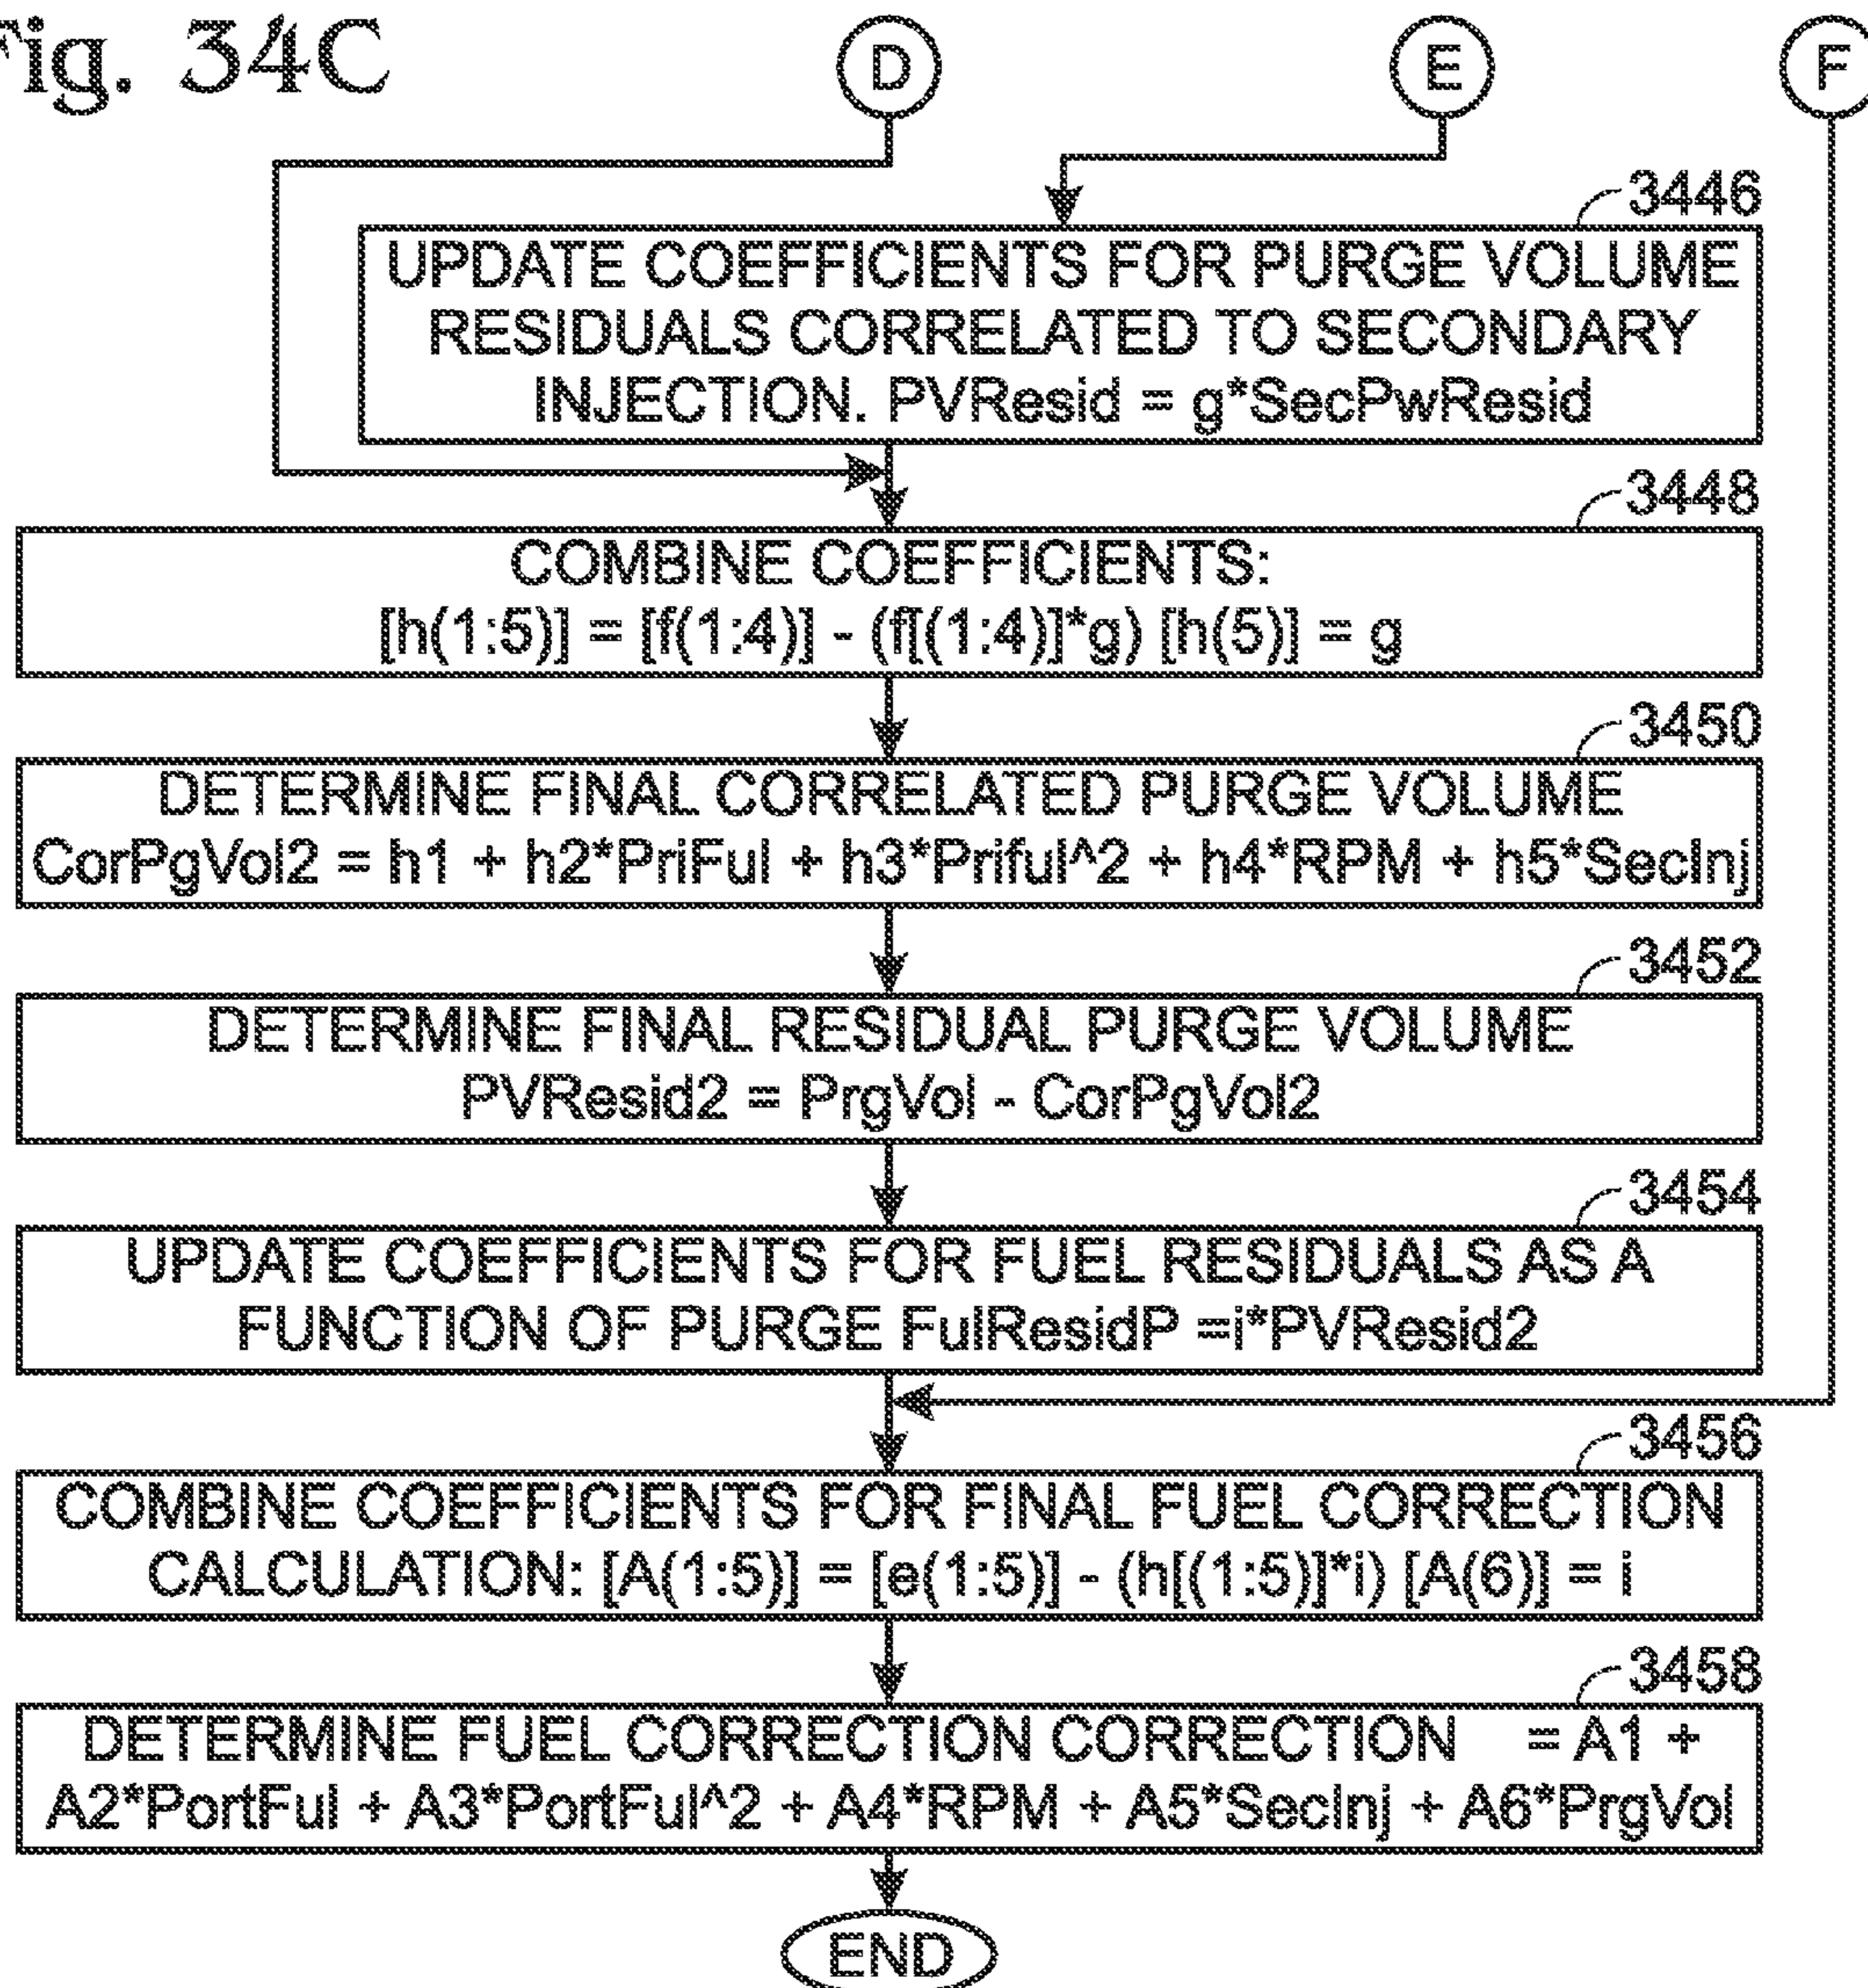 Fig. 34C
D
E
F
3446
UPDATE COEFFICIENTS FOR PURGE VOLUME
RESIDUALS CORRELATED TO SECONDARY
INJECTION. PVResid = g*SecPwResid
3448
COMBINE COEFFICIENTS:
[h(1:5)] = [f(1:4)] - (f[(1:4)]*g) [h(5)] = g
3450
DETERMINE FINAL CORRELATED PURGE VOLUME
CorPgVol2 = h1 + h2*PriFul + h3*Priful^2 + h4*RPM + h5*SecInj
3452
DETERMINE FINAL RESIDUAL PURGE VOLUME
PVResid2 = PrgVol - CorPgVol2
3454
UPDATE COEFFICIENTS FOR FUEL RESIDUALS AS A
FUNCTION OF PURGE FulResidP =i*PVResid2
3456
COMBINE COEFFICIENTS FOR FINAL FUEL CORRECTION
CALCULATION: [A(1:5)] = [e(1:5)] - (h[(1:5)]*i) [A(6)] = i
3458
DETERMINE FUEL CORRECTION CORRECTION = A1 +
A2*PortFul + A3*PortFul^2 + A4*RPM + A5*SecInj + A6*PrgVol
END